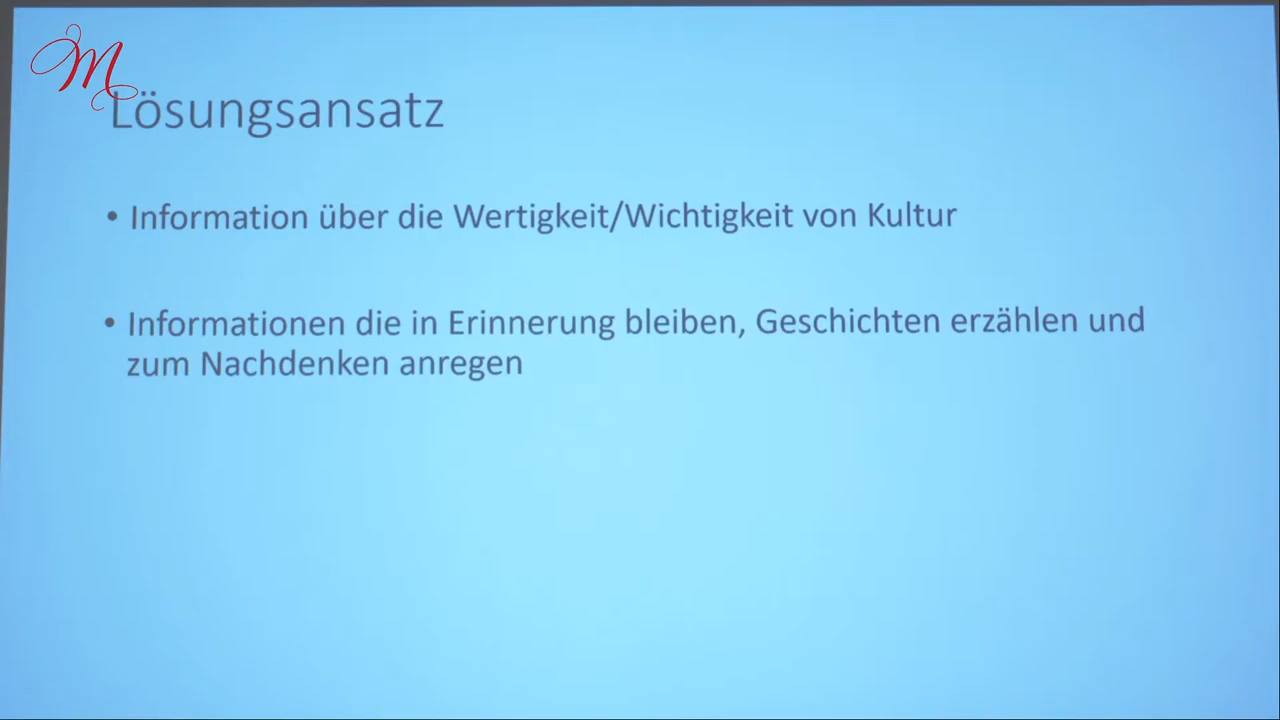 M
Lösungsansatz
• Information über die Wertigkeit/Wichtigkeit von Kultur
• Informationen die in Erinnerung bleiben, Geschichten erzählen und
zum Nachdenken anregen